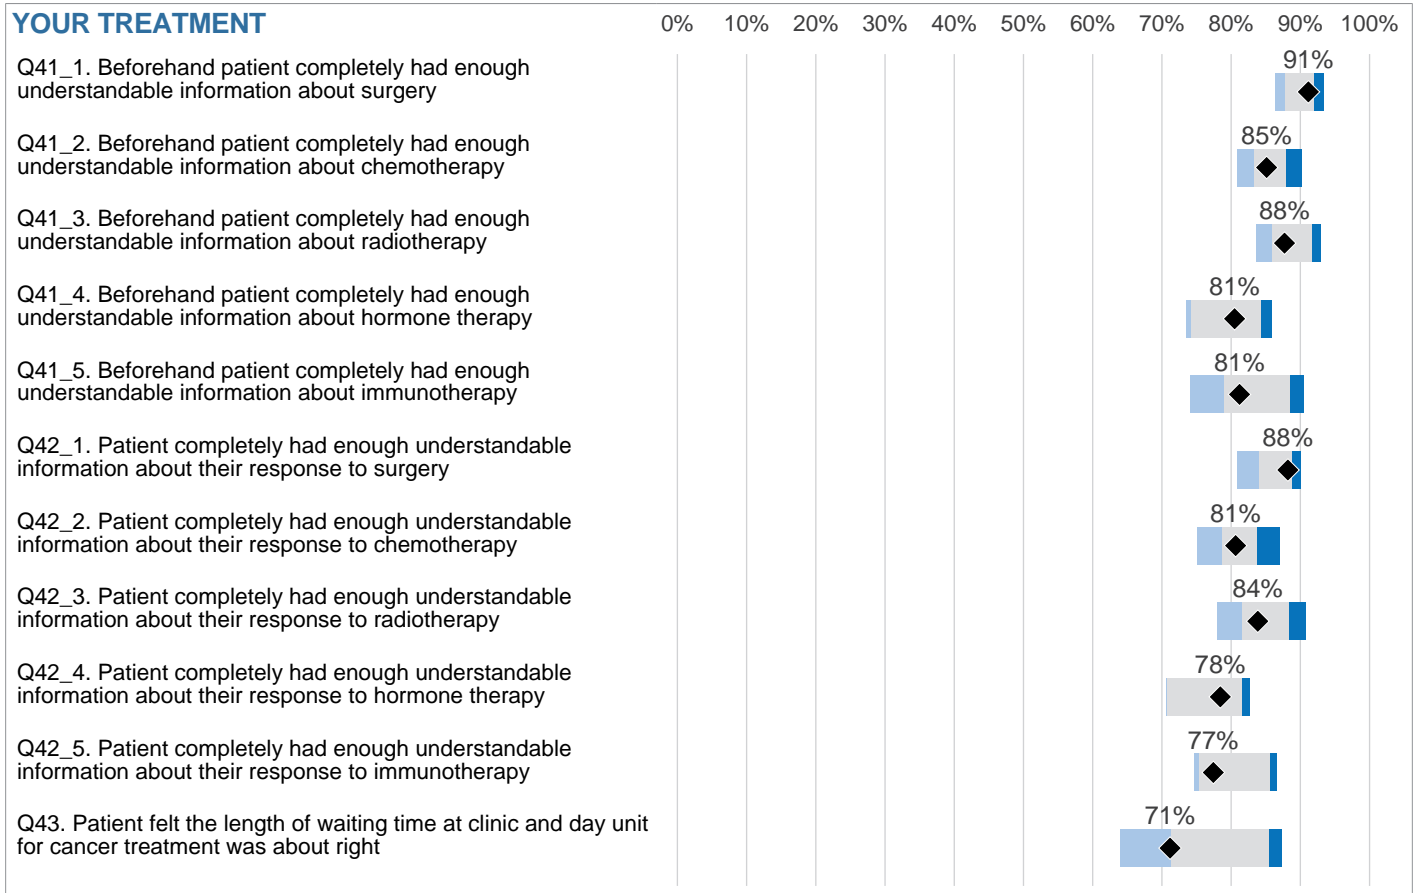 YOUR TREATMENT
0% 10% 20% 30% 40% 50% 60% 70% 80% 90% 100%
Q41_1. Beforehand patient completely had enough
understandable information about surgery
91%
Q41_2. Beforehand patient completely had enough
understandable information about chemotherapy
85%
Q41_3. Beforehand patient completely had enough
understandable information about radiotherapy
88%
Q41_4. Beforehand patient completely had enough
understandable information about hormone therapy
81%
Q41_5. Beforehand patient completely had enough
understandable information about immunotherapy
81%
Q42_1. Patient completely had enough understandable
information about their response to surgery
88%
Q42_2. Patient completely had enough understandable
information about their response to chemotherapy
81%
Q42_3. Patient completely had enough understandable
information about their response to radiotherapy
84%
Q42_4. Patient completely had enough understandable
information about their response to hormone therapy
78%
Q42_5. Patient completely had enough understandable
information about their response to immunotherapy
77%
Q43. Patient felt the length of waiting time at clinic and day unit
for cancer treatment was about right
71%